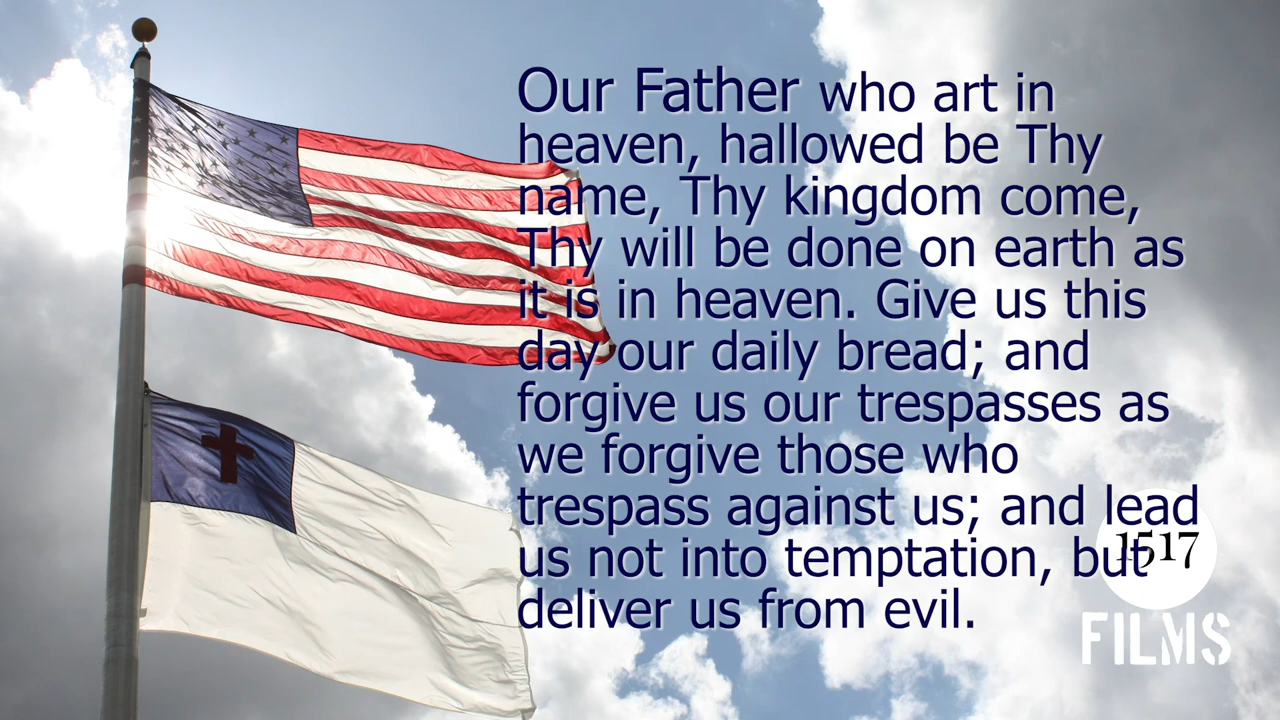 Our Father who art in
heaven, hallowed be Thy
name, Thy kingdom come,
Thy will be done on earth as
it is in heaven. Give us this
day our daily bread; and
forgive us our trespasses as
we forgive those who
trespass against us; and lead
us not into temptation, but
deliver us from evil.
1517
FILMS